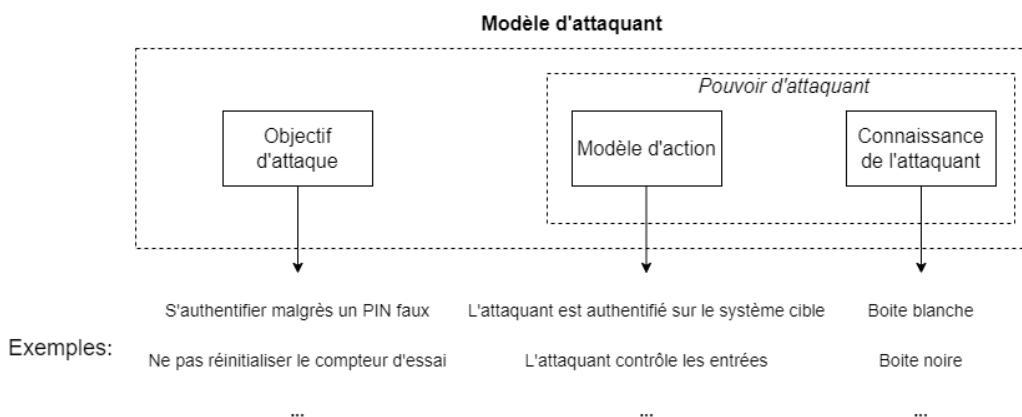 Modèle d'attaquant
Pouvoir d'attaquant
Objectif
d'attaque
Modèle d'action
Connaissance
de l'attaquant
S'authentifier malgrès un PIN faux
L'attaquant est authentifié sur le système cible
Boite blanche
Exemples:
Ne pas réinitialiser le compteur d'essai
L'attaquant contrôle les entrées
Boite noire
...
...
...